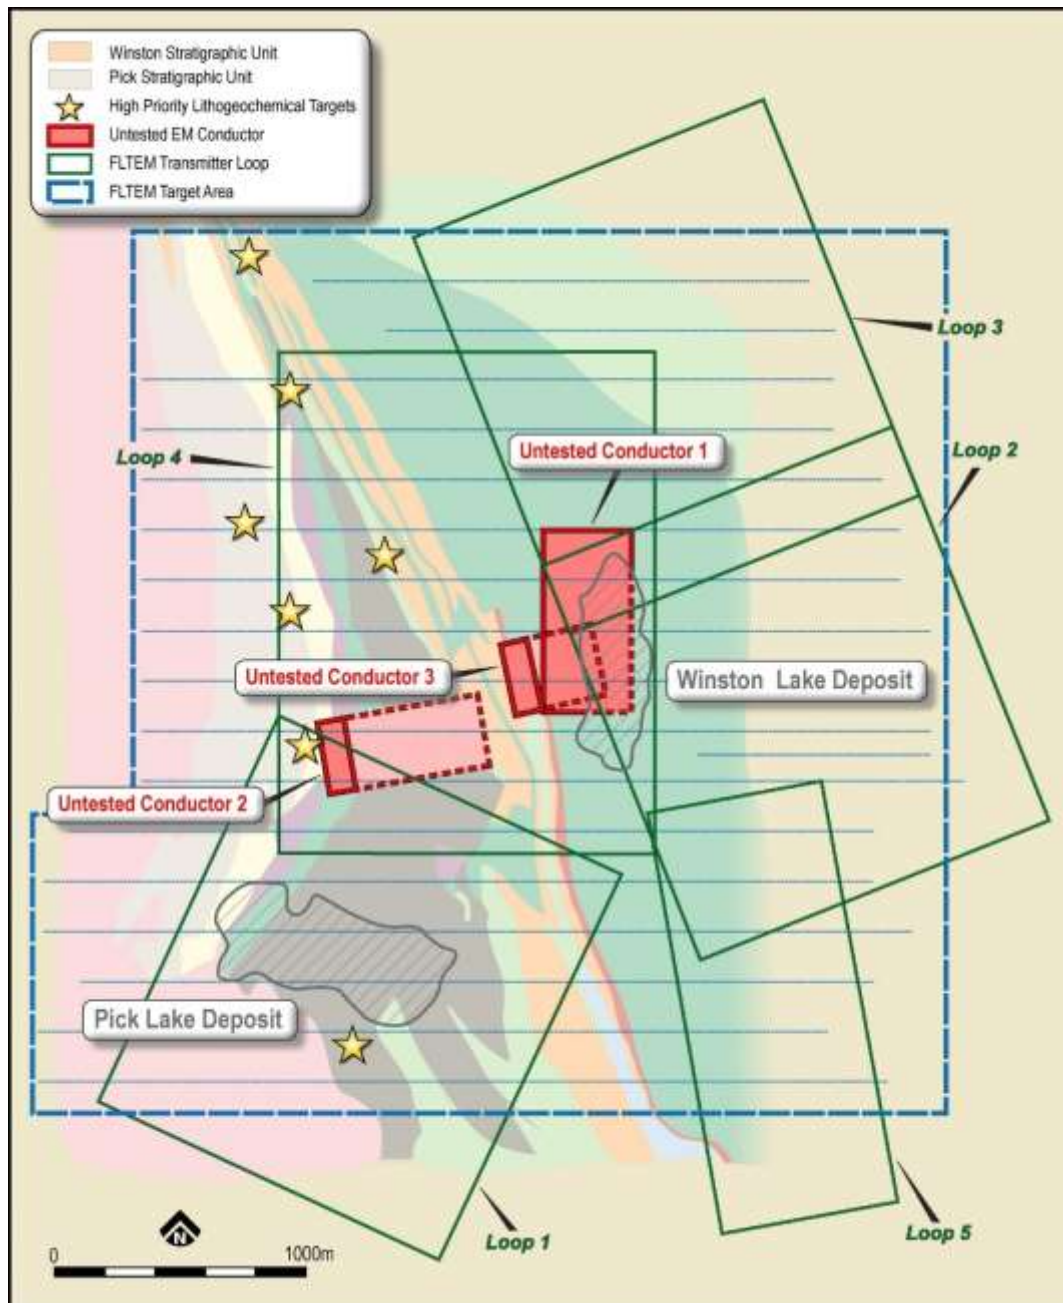 Winston Stratigraphic Unit
Pick Stratigraphic Unit
High Priority Lithogeochemical Targets
Untested EM Conductor
FLTEM Transmitter Loop
FLTEM Target Area
Loop 3
Loop 2
Untested Conductor 1
Loop 4
Untested Conductor 3
Winston Lake Deposit
Untested Conductor 2
Pick Lake Deposit
Loop 1
Loop 5
N
0
1000m